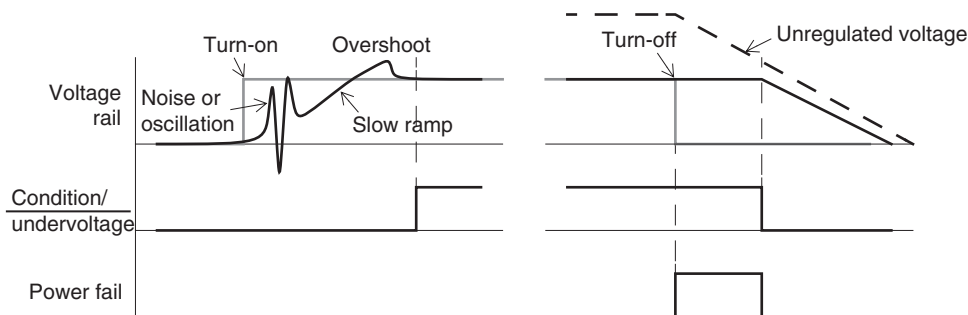 Turn-on
Overshoot
Turn-off
Unregulated voltage
Voltage
rail
Noise or
oscillation
Slow ramp
Condition/
undervoltage
Power fail